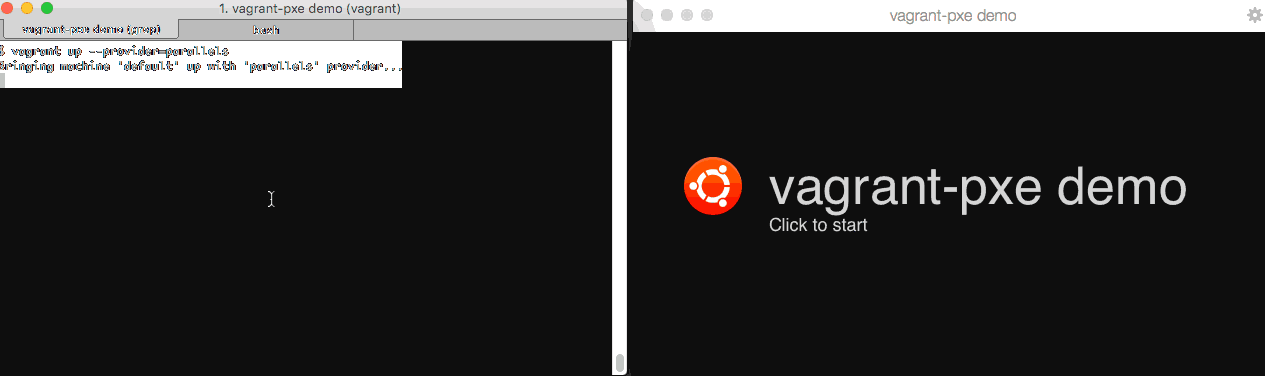 1. vagrant-pxe demo (vagrant)
vagrant-pxe demo (grep)
bash
$ vagrant up --provider=parallels
Bringing machine 'default' up with 'parallels' provider...
vagrant-pxe demo
vagrant-pxe demo
Click to start